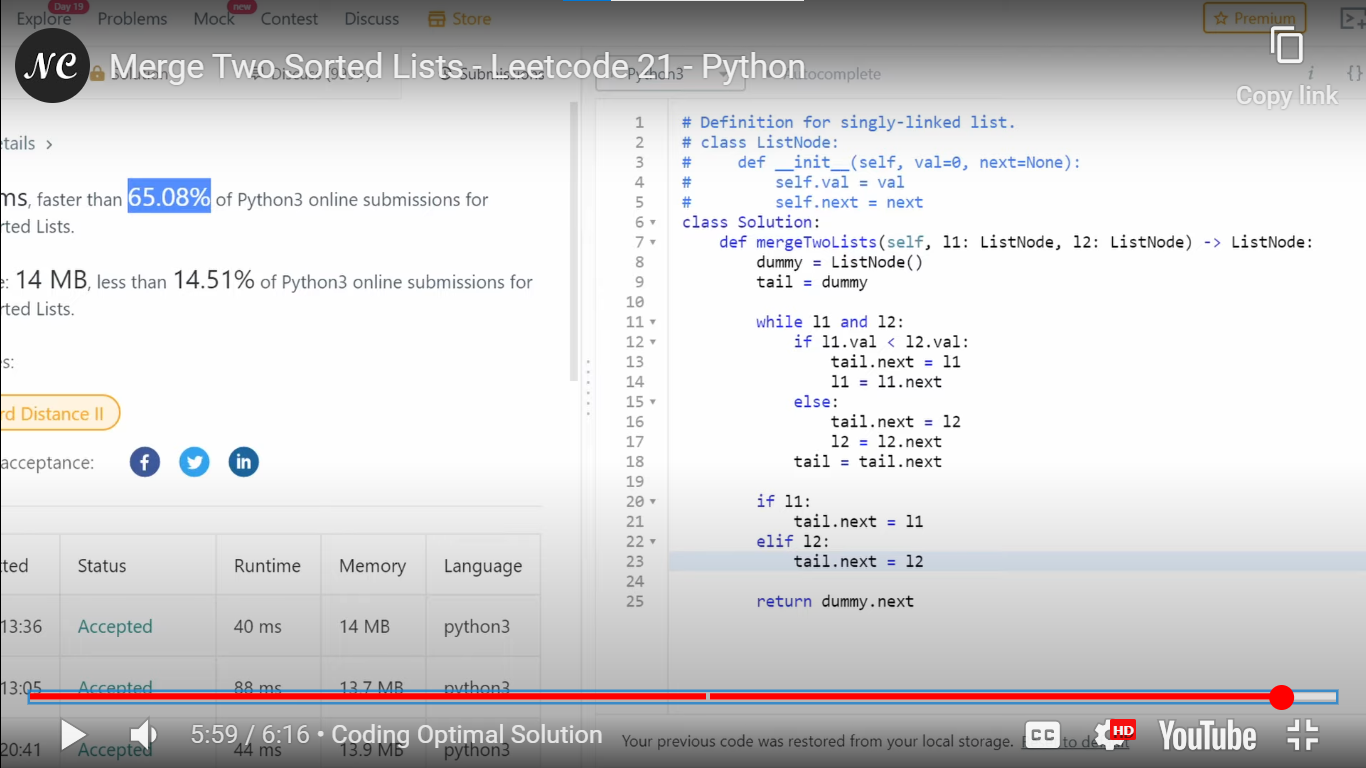 Day 19
new
Explore Problems Mock Contest Discuss Store
Premium
NC
Merge Two Sorted Lists - Leetcode 21 - Python
Solution Discuss Submissions Python3 Autocomplete
i {}
Copy link
etails >
ms, faster than 65.08% of Python3 online submissions for
rted Lists.
e: 14 MB, less than 14.51% of Python3 online submissions for
rted Lists.
es:
rd Distance II
acceptance:
f in
tted Status Runtime Memory Language
13:36 Accepted 40 ms 14 MB python3
13:05 Accepted 88 ms 13.7 MB python3
20:41 Accepted 44 ms 13.9 MB python3
1 # Definition for singly-linked list.
2 # class ListNode:
3 #     def __init__(self, val=0, next=None):
4 #         self.val = val
5 #         self.next = next
6 class Solution:
7     def mergeTwoLists(self, l1: ListNode, l2: ListNode) -> ListNode:
8         dummy = ListNode()
9         tail = dummy
10
11         while l1 and l2:
12             if l1.val < l2.val:
13                 tail.next = l1
14                 l1 = l1.next
15             else:
16                 tail.next = l2
17                 l2 = l2.next
18             tail = tail.next
19
20         if l1:
21             tail.next = l1
22         elif l2:
23             tail.next = l2
24
25         return dummy.next
5:59 / 6:16 • Coding Optimal Solution
Your previous code was restored from your local storage.
CC HD YouTube